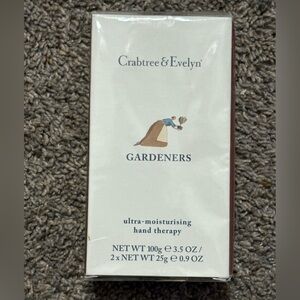 Crabtree & Evelyn®
GARDENERS
ultra-moisturising
hand therapy
NET WT 100g ℮ 3.5 OZ /
2 x NET WT 25g ℮ 0.9 OZ